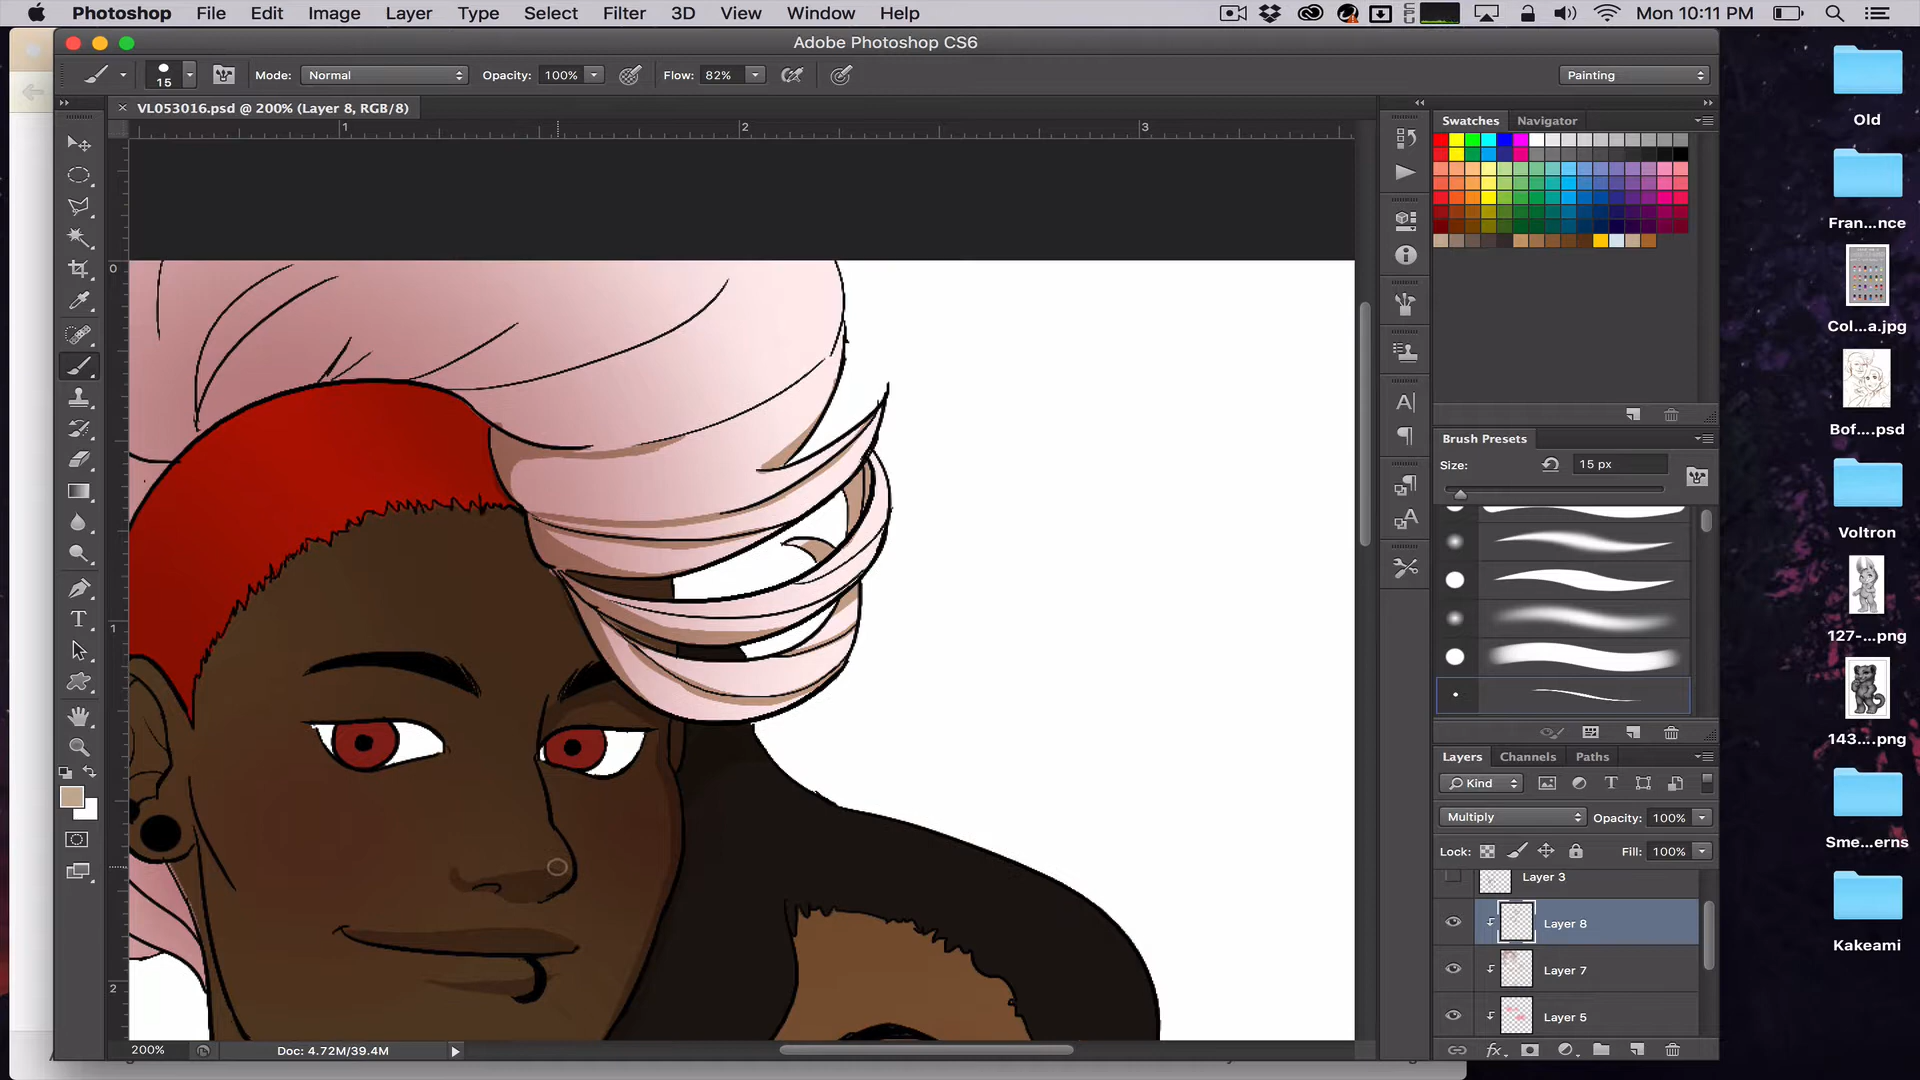 Photoshop File Edit Image Layer Type Select Filter 3D View Window Help
CPU
Mon 10:11 PM
Adobe Photoshop CS6
15
Mode: Normal
Opacity: 100%
Flow: 82%
Painting
VL053016.psd @ 200% (Layer 8, RGB/8)
1 2 3
0
1
2
Swatches Navigator
Brush Presets
Size: 15 px
Layers Channels Paths
Kind
Multiply
Opacity: 100%
Lock:
Fill: 100%
Layer 3
Layer 8
Layer 7
Layer 5
200%
Doc: 4.72M/39.4M
Old
Fran...nce
Col...a.jpg
Bof....psd
Voltron
127-...png
143....png
Sme...erns
Kakeami